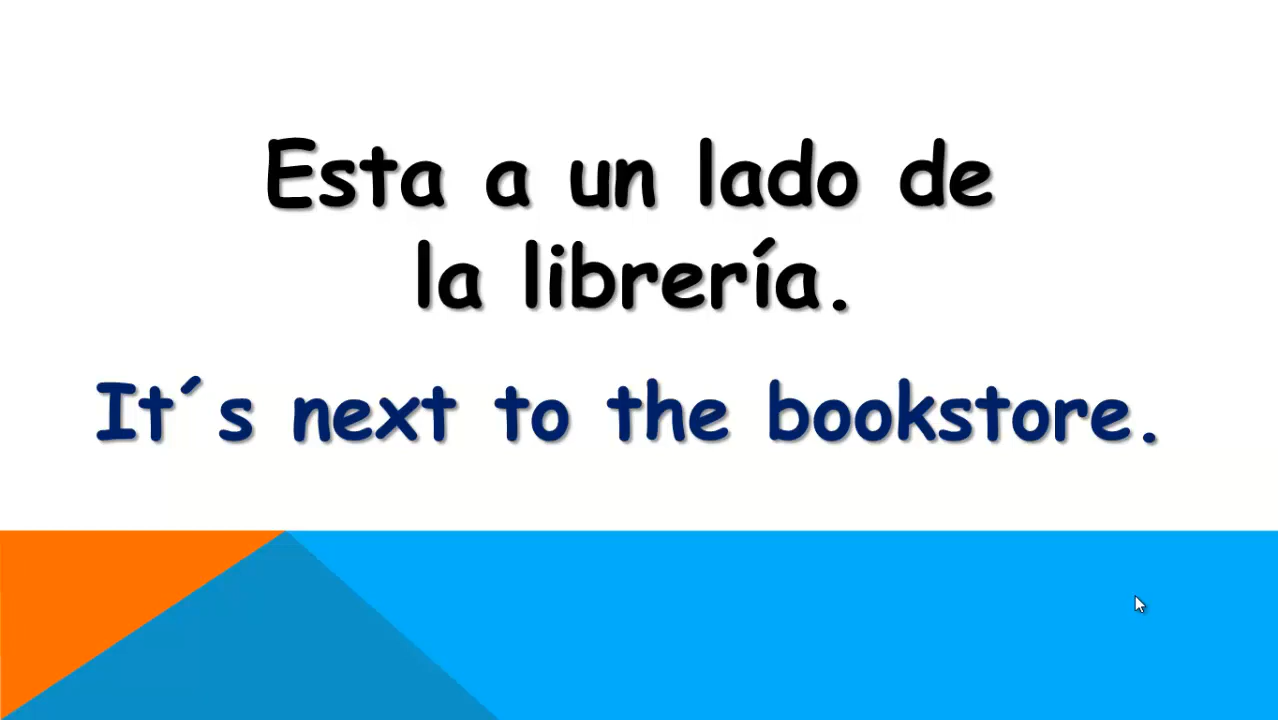 Esta a un lado de
la librería.
It´s next to the bookstore.